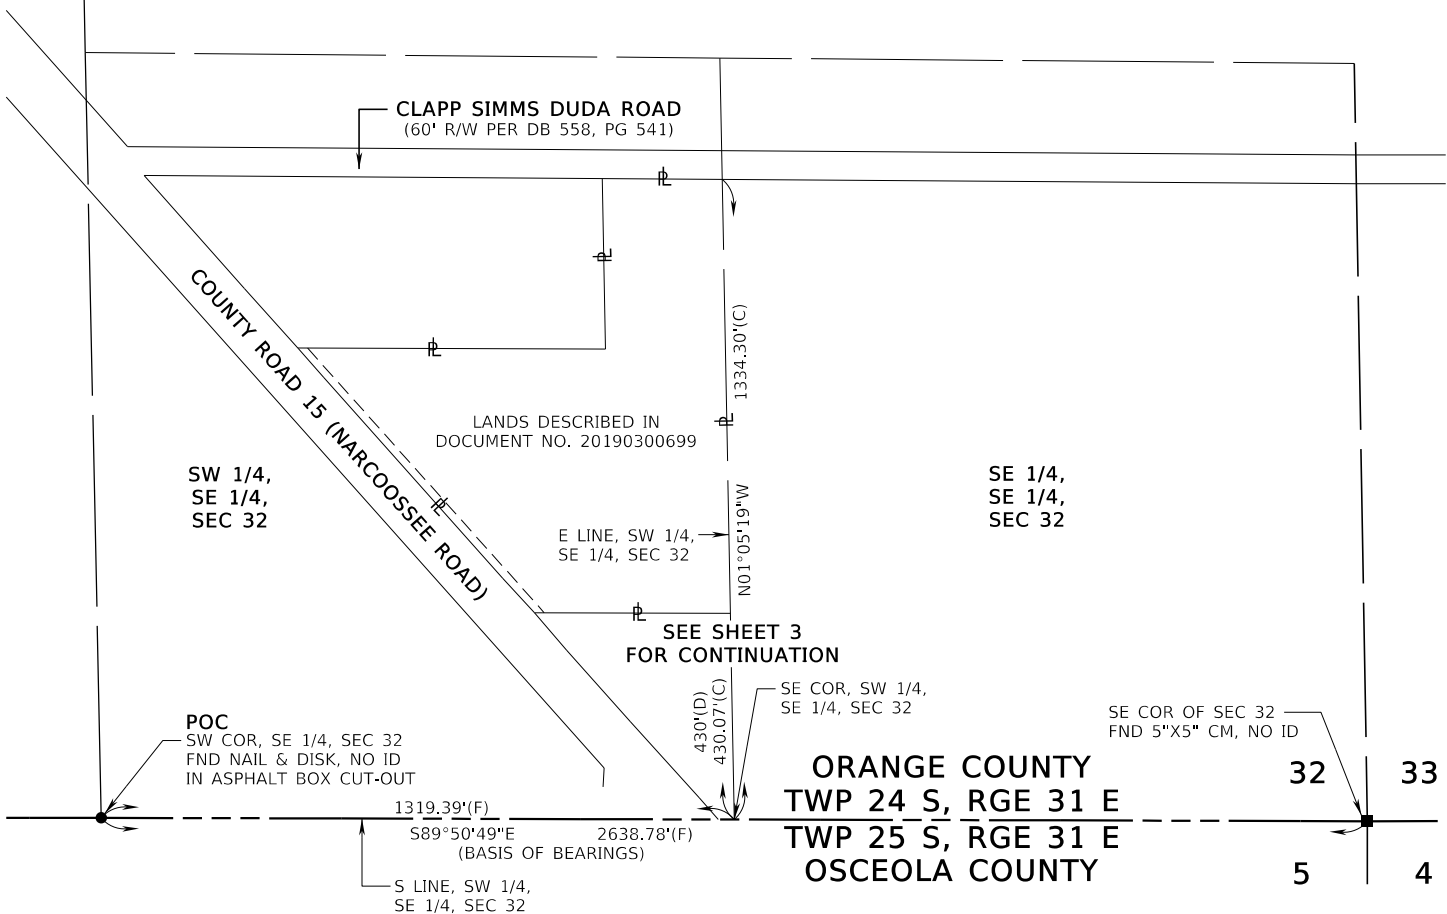 CLAPP SIMMS DUDA ROAD
(60' R/W PER DB 558, PG 541)
PL
PL
PL
COUNTY ROAD 15 (NARCOOSSEE ROAD)
1334.30'(C)
PL
LANDS DESCRIBED IN
DOCUMENT NO. 20190300699
SW 1/4,
SE 1/4,
SEC 32
SE 1/4,
SE 1/4,
SEC 32
PL
N01°05'19"W
E LINE, SW 1/4,
SE 1/4, SEC 32
PL
SEE SHEET 3
FOR CONTINUATION
430'(D)
430.07'(C)
SE COR, SW 1/4,
SE 1/4, SEC 32
SE COR OF SEC 32
FND 5"X5" CM, NO ID
POC
SW COR, SE 1/4, SEC 32
FND NAIL & DISK, NO ID
IN ASPHALT BOX CUT-OUT
ORANGE COUNTY
TWP 24 S, RGE 31 E
32
33
1319.39'(F)
S89°50'49"E
2638.78'(F)
(BASIS OF BEARINGS)
TWP 25 S, RGE 31 E
OSCEOLA COUNTY
5
4
S LINE, SW 1/4,
SE 1/4, SEC 32